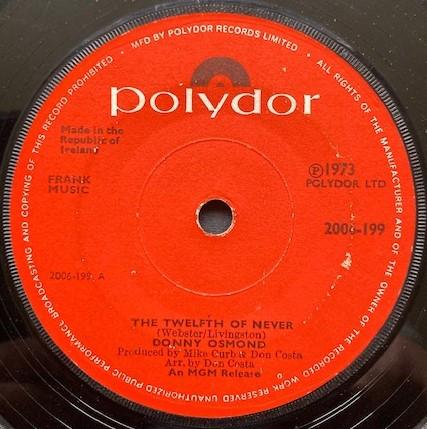 MFD BY POLYDOR RECORDS LIMITED • ALL RIGHTS OF THE MANUFACTURER AND OF THE OWNER OF THE RECORDED WORK RESERVED UNAUTHORIZED PUBLIC PERFORMANCE BROADCASTING AND COPYING OF THIS RECORD PROHIBITED •
polydor
Made in the
Republic of
Ireland
FRANK
MUSIC
℗1973
POLYDOR LTD
2006-199
2006-199. A
THE TWELFTH OF NEVER
(Webster/Livingston)
DONNY OSMOND
Produced by Mike Curb & Don Costa
Arr. by Don Costa
An MGM Release